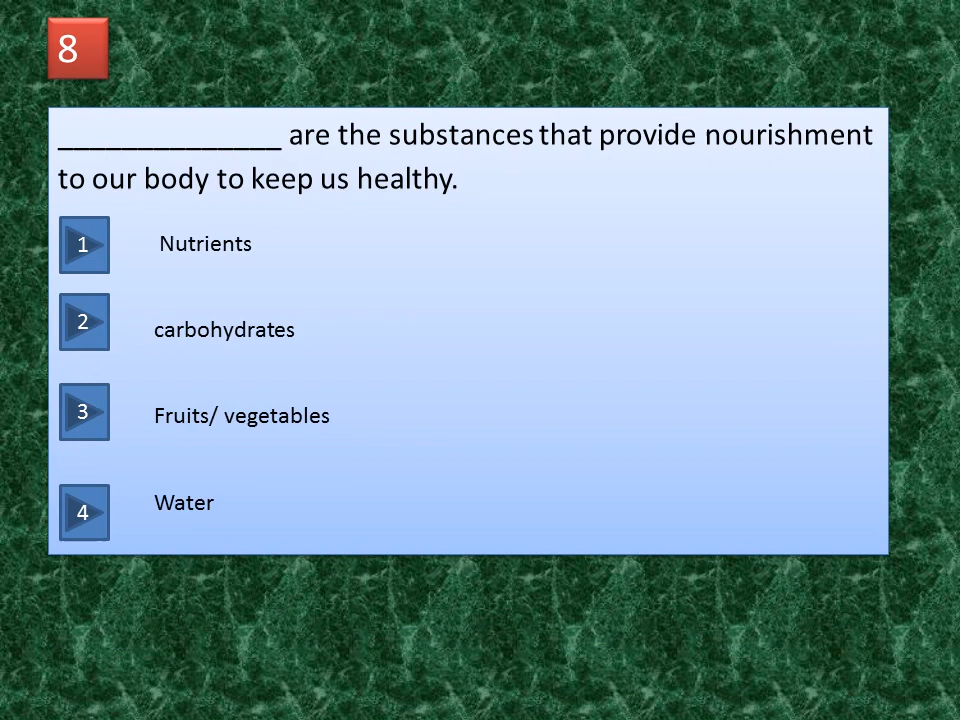 8
______________ are the substances that provide nourishment
to our body to keep us healthy.
1 Nutrients
2 carbohydrates
3 Fruits/ vegetables
4 Water